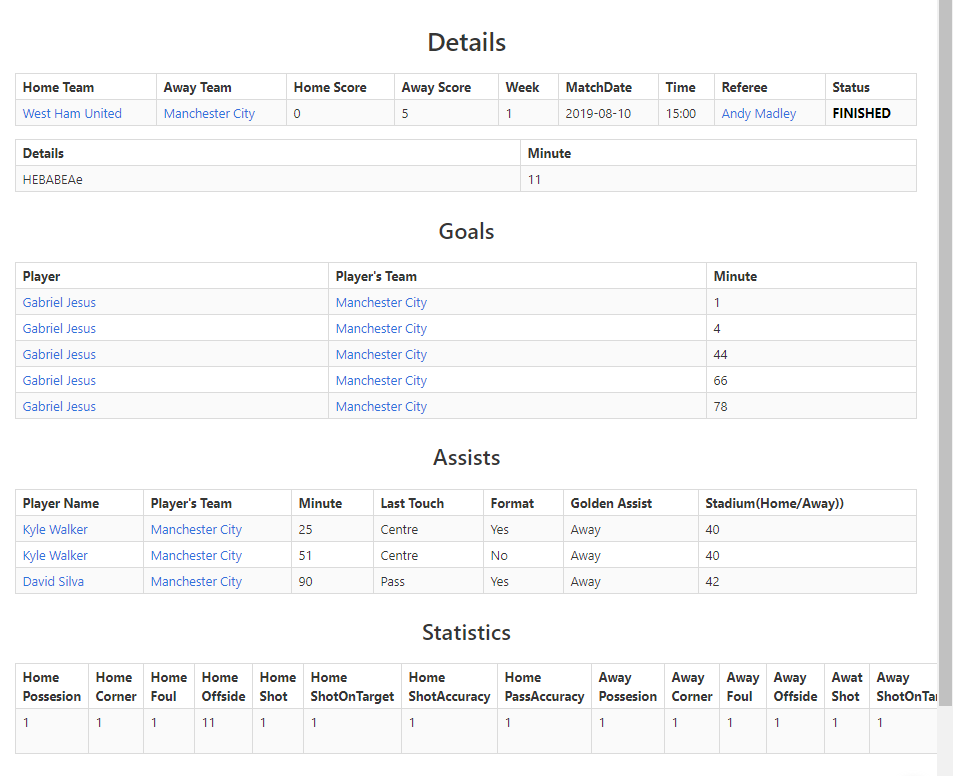 Details
Home Team Away Team Home Score Away Score Week MatchDate Time Referee Status
West Ham United Manchester City 0 5 1 2019-08-10 15:00 Andy Madley FINISHED
Details Minute
HEBABEAe 11
Goals
Player Player's Team Minute
Gabriel Jesus Manchester City 1
Gabriel Jesus Manchester City 4
Gabriel Jesus Manchester City 44
Gabriel Jesus Manchester City 66
Gabriel Jesus Manchester City 78
Assists
Player Name Player's Team Minute Last Touch Format Golden Assist Stadium(Home/Away))
Kyle Walker Manchester City 25 Centre Yes Away 40
Kyle Walker Manchester City 51 Centre No Away 40
David Silva Manchester City 90 Pass Yes Away 42
Statistics
Home Home Home Home Home Home Home Home Away Away Away Away Awat Away
Possesion Corner Foul Offside Shot ShotOnTarget ShotAccuracy PassAccuracy Possesion Corner Foul Offside Shot ShotOnTa
1 1 1 11 1 1 1 1 1 1 1 1 1 1